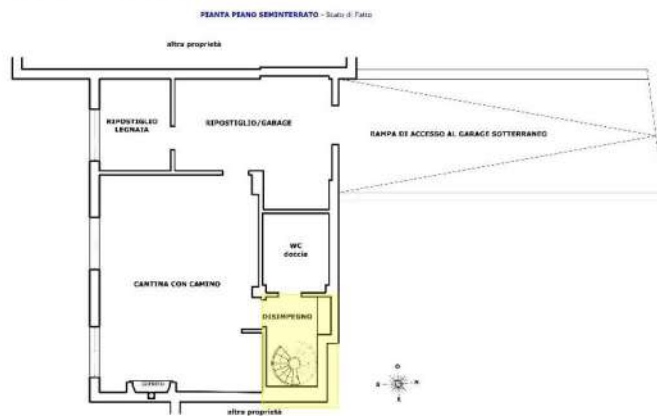 PIANTA PIANO SEMINTERRATO - Stato di Fatto
altra proprietà
RIPOSTIGLIO
LEGNAIA
RIPOSTIGLIO/GARAGE
RAMPA DI ACCESSO AL GARAGE SOTTERRANEO
WC
doccia
CANTINA CON CAMINO
DISIMPEGNO
O
S
N
E
altra proprietà